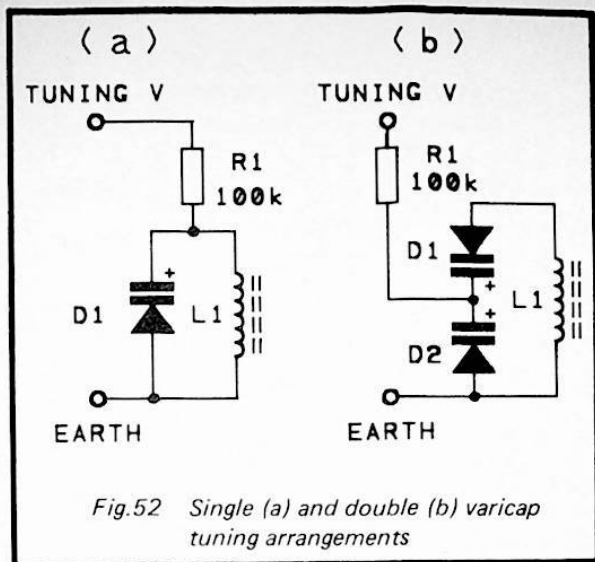 ( a )
( b )
TUNING V
TUNING V
R1
100k
R1
100k
D1
L1
D1
D2
L1
EARTH
EARTH
Fig.52 Single (a) and double (b) varicap
tuning arrangements